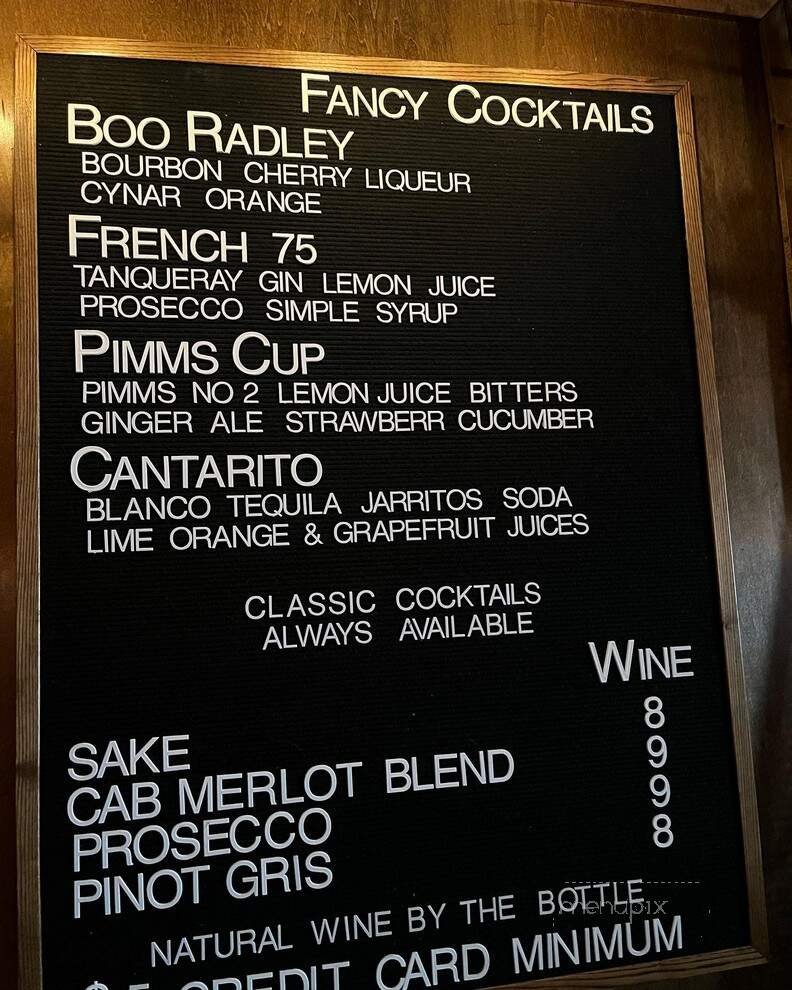 FANCY COCKTAILS
BOO RADLEY
BOURBON CHERRY LIQUEUR
CYNAR ORANGE
FRENCH 75
TANQUERAY GIN LEMON JUICE
PROSECCO SIMPLE SYRUP
PIMMS CUP
PIMMS NO 2 LEMON JUICE BITTERS
GINGER ALE STRAWBERR CUCUMBER
CANTARITO
BLANCO TEQUILA JARRITOS SODA
LIME ORANGE & GRAPEFRUIT JUICES
CLASSIC COCKTAILS
ALWAYS AVAILABLE
WINE
SAKE 8
CAB MERLOT BLEND 9
PROSECCO 9
PINOT GRIS 8
NATURAL WINE BY THE BOTTLE
menupix
$5 CREDIT CARD MINIMUM